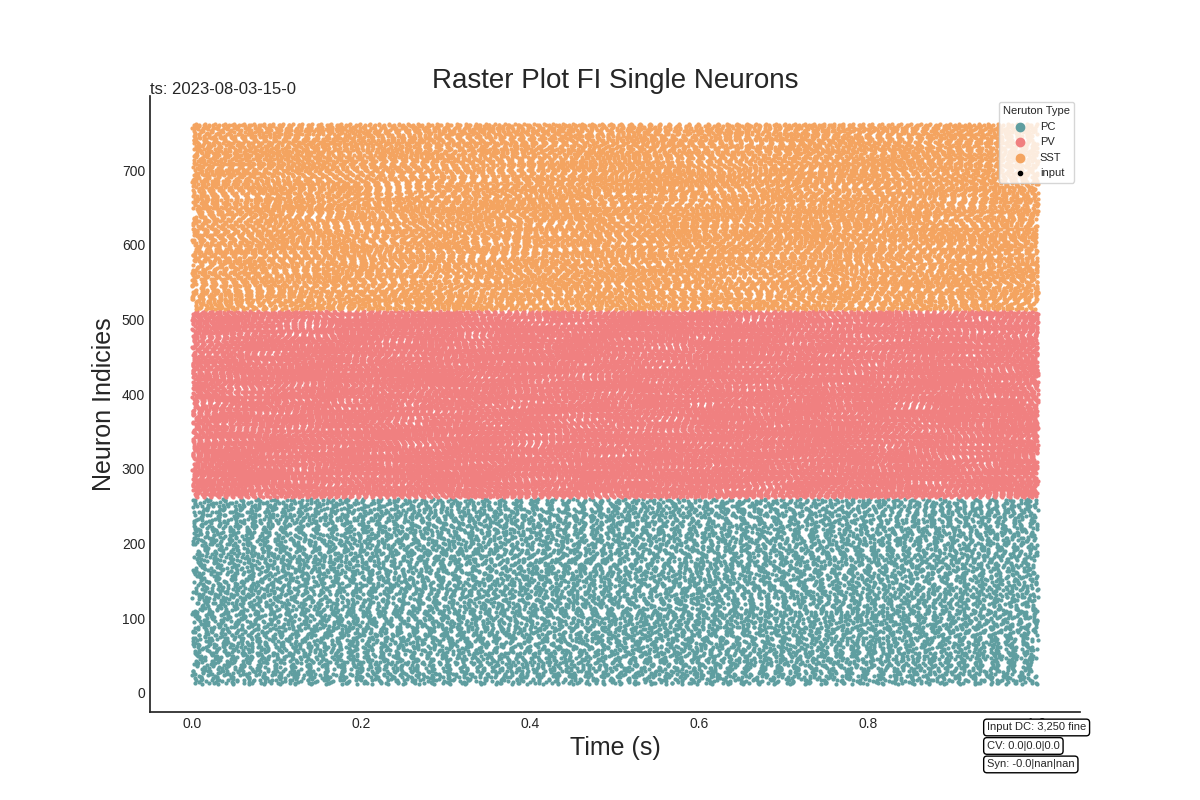 Raster Plot FI Single Neurons
ts: 2023-08-03-15-0
Neruton Type
PC
PV
SST
input
700
600
500
400
300
200
100
0
Neuron Indicies
0.0 0.2 0.4 0.6 0.8
Time (s)
Input DC: 3,250 fine
CV: 0.0|0.0|0.0
Syn: -0.0|nan|nan